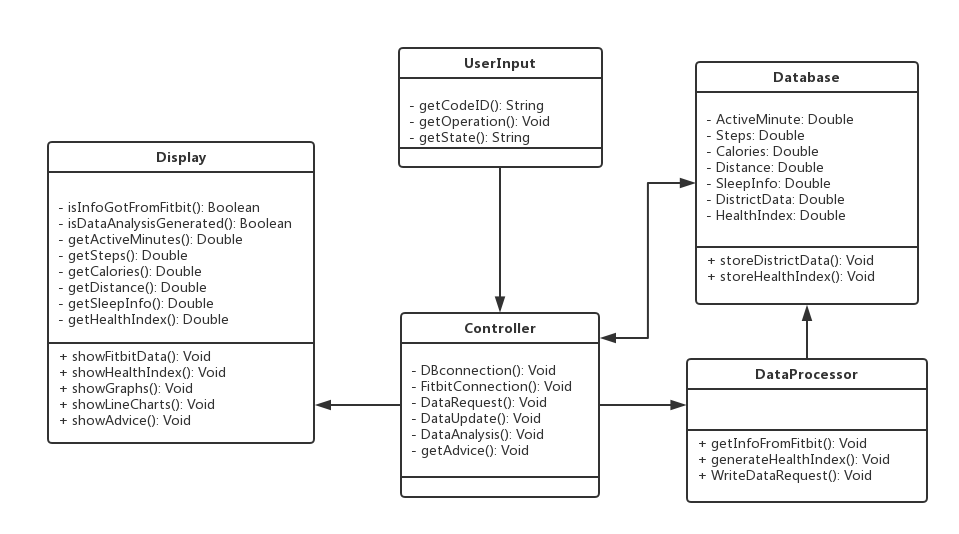 UserInput
- getCodeID(): String
- getOperation(): Void
- getState(): String
Database
- ActiveMinute: Double
- Steps: Double
- Calories: Double
- Distance: Double
- SleepInfo: Double
- DistrictData: Double
- HealthIndex: Double
+ storeDistrictData(): Void
+ storeHealthIndex(): Void
Display
- isInfoGotFromFitbit(): Boolean
- isDataAnalysisGenerated(): Boolean
- getActiveMinutes(): Double
- getSteps(): Double
- getCalories(): Double
- getDistance(): Double
- getSleepInfo(): Double
- getHealthIndex(): Double
+ showFitbitData(): Void
+ showHealthIndex(): Void
+ showGraphs(): Void
+ showLineCharts(): Void
+ showAdvice(): Void
Controller
- DBconnection(): Void
- FitbitConnection(): Void
- DataRequest(): Void
- DataUpdate(): Void
- DataAnalysis(): Void
- getAdvice(): Void
DataProcessor
+ getInfoFromFitbit(): Void
+ generateHealthIndex(): Void
+ WriteDataRequest(): Void